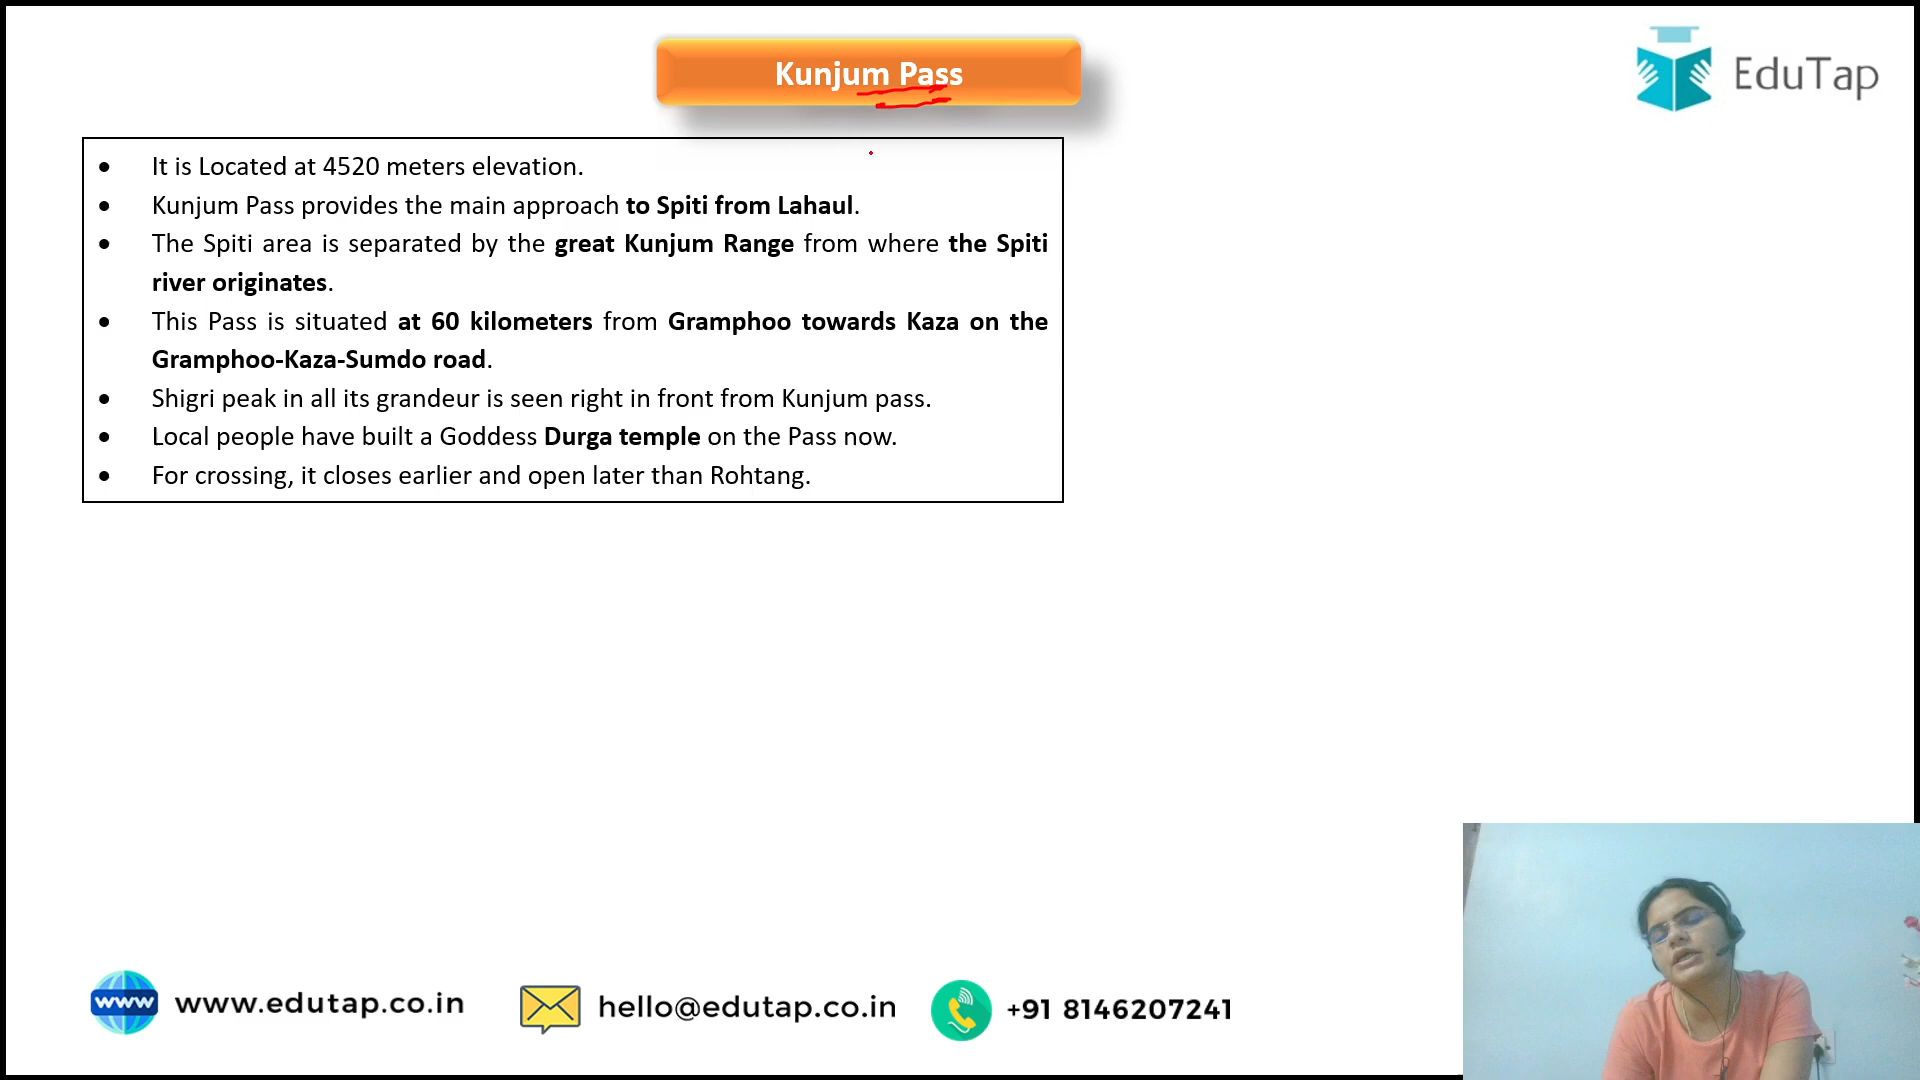 Kunjum Pass
EduTap
• It is Located at 4520 meters elevation.
• Kunjum Pass provides the main approach to Spiti from Lahaul.
• The Spiti area is separated by the great Kunjum Range from where the Spiti
river originates.
• This Pass is situated at 60 kilometers from Gramphoo towards Kaza on the
Gramphoo-Kaza-Sumdo road.
• Shigri peak in all its grandeur is seen right in front from Kunjum pass.
• Local people have built a Goddess Durga temple on the Pass now.
• For crossing, it closes earlier and open later than Rohtang.
www www.edutap.co.in hello@edutap.co.in +91 8146207241